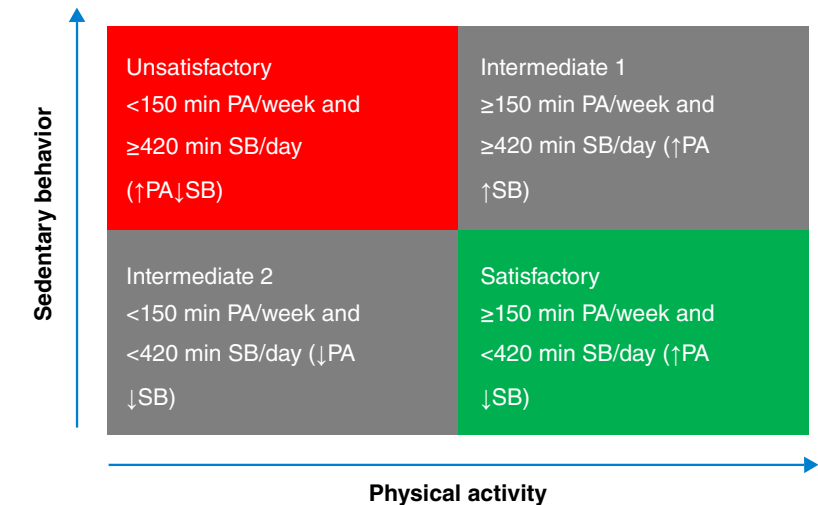 Sedentary behavior
Unsatisfactory
<150 min PA/week and
≥420 min SB/day
(↑PA↓SB)
Intermediate 1
≥150 min PA/week and
≥420 min SB/day (↑PA
↑SB)
Intermediate 2
<150 min PA/week and
<420 min SB/day (↓PA
↓SB)
Satisfactory
≥150 min PA/week and
<420 min SB/day (↑PA
↓SB)
Physical activity